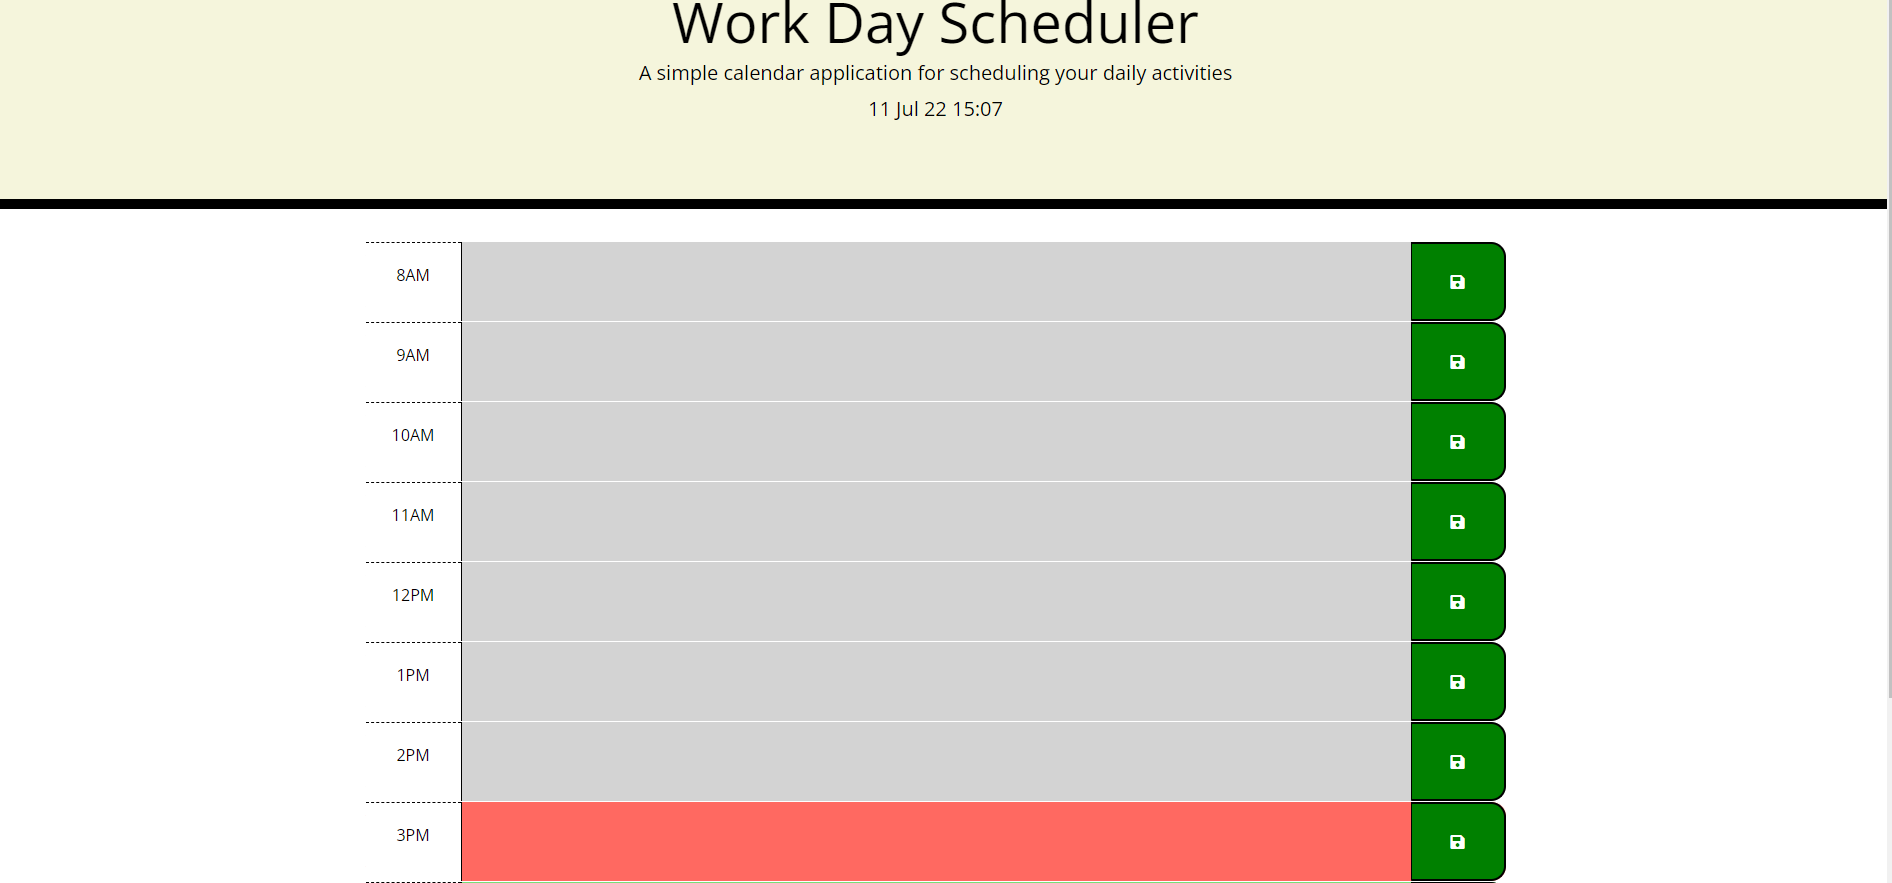 Work Day Scheduler
A simple calendar application for scheduling your daily activities
11 Jul 22 15:07
8AM
9AM
10AM
11AM
12PM
1PM
2PM
3PM